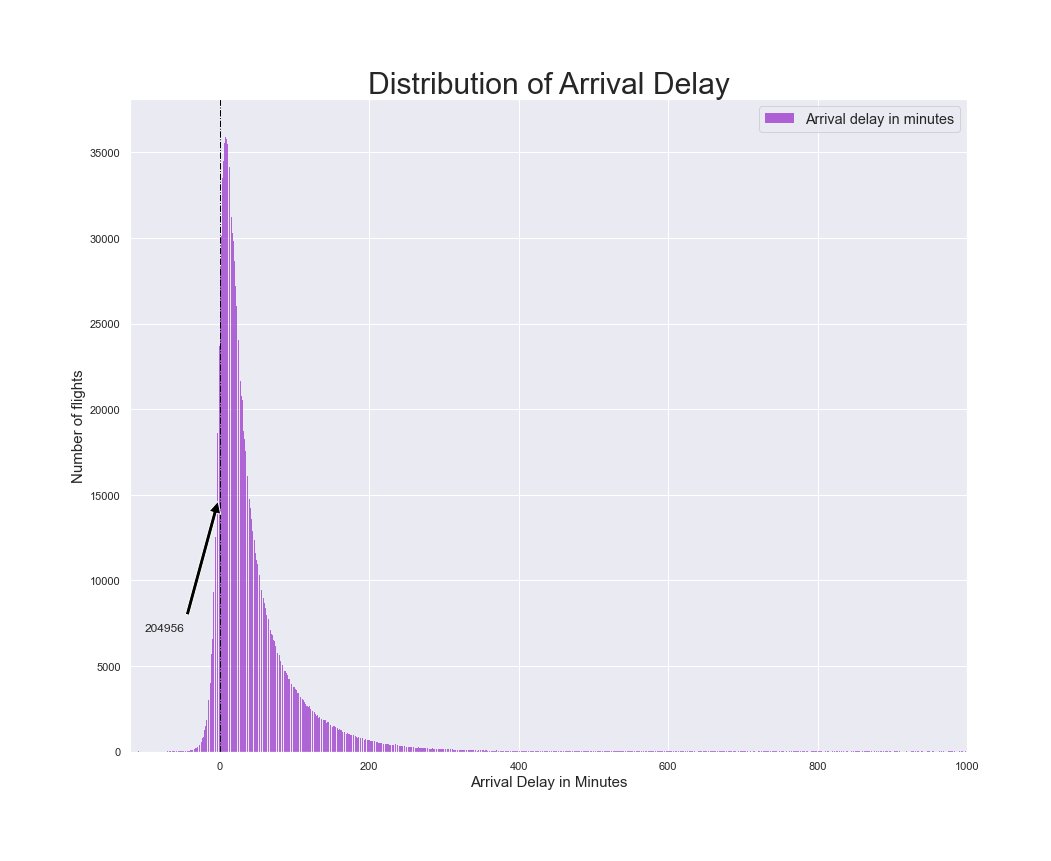 Distribution of Arrival Delay
Arrival delay in minutes
35000
30000
25000
20000
15000
10000
5000
0
Number of flights
204956
0 200 400 600 800 1000
Arrival Delay in Minutes